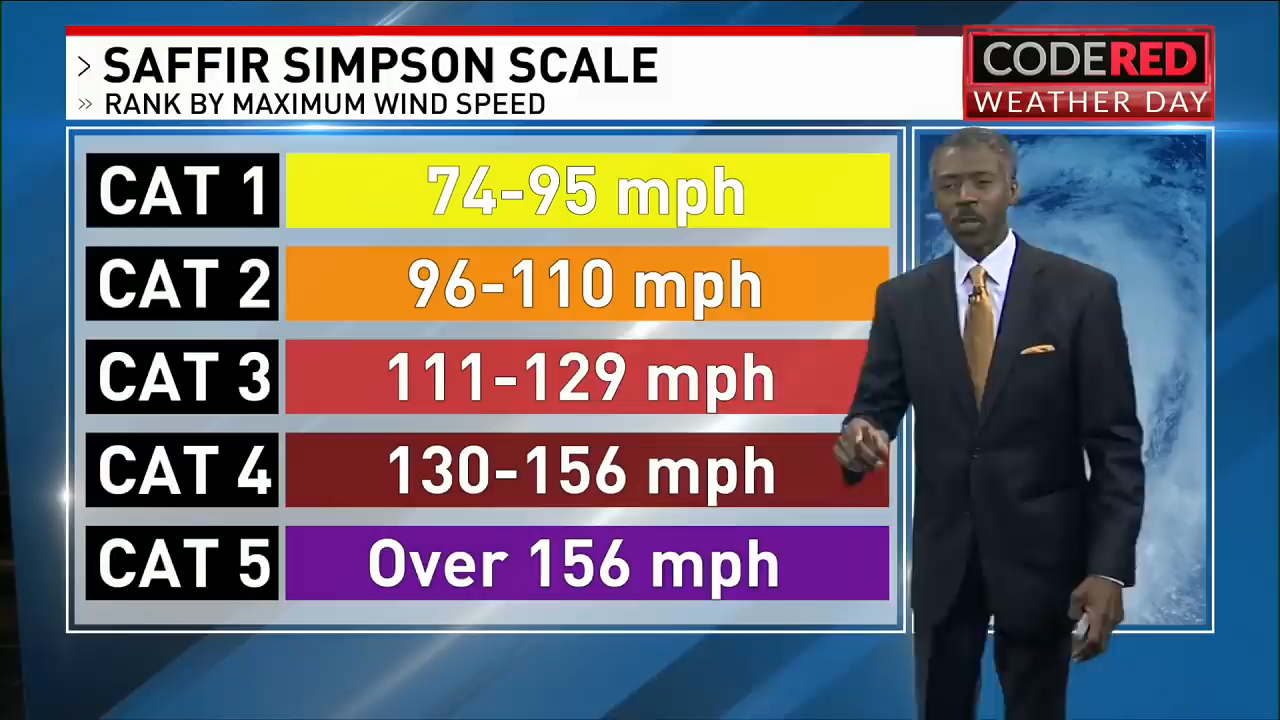 > SAFFIR SIMPSON SCALE
» RANK BY MAXIMUM WIND SPEED
CODERED
WEATHER DAY
CAT 1 74-95 mph
CAT 2 96-110 mph
CAT 3 111-129 mph
CAT 4 130-156 mph
CAT 5 Over 156 mph